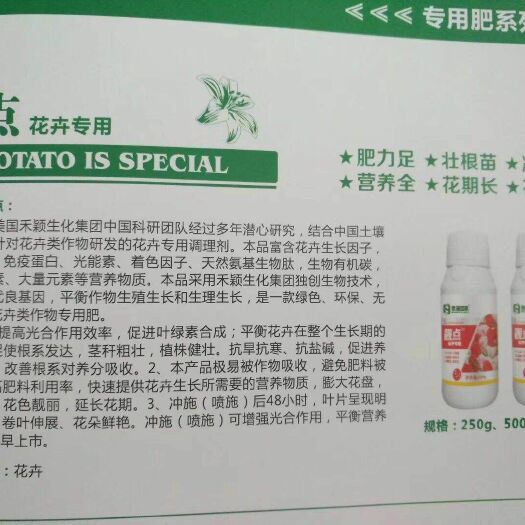 <<< 专用肥系列
点 花卉专用
OTATO IS SPECIAL
★肥力足 ★壮根苗
★营养全 ★花期长
点：
美国禾颖生化集团中国科研团队经过多年潜心研究，结合中国土壤
针对花卉类作物研发的花卉专用调理剂。本品富含花卉生长因子，
免疫蛋白、光能素、着色因子、天然氨基生物肽，生物有机碳，
素、大量元素等营养物质。本品采用禾颖生化集团独创生物技术，
优良基因，平衡作物生殖生长和生理生长，是一款绿色、环保、无
花卉类作物专用肥。
提高光合作用效率，促进叶绿素合成；平衡花卉在整个生长期的
促使根系发达，茎秆粗壮，植株健壮。抗旱抗寒、抗盐碱，促进养
改善根系对养分吸收。2、本产品极易被作物吸收，避免肥料被
高肥料利用率，快速提供花卉生长所需要的营养物质，膨大花盘，
花色靓丽，延长花期。3、冲施（喷施）后48小时，叶片呈现明
卷叶伸展、花朵鲜艳。冲施（喷施）可增强光合作用，平衡营养
早上市。
：花卉
靓点
规格：250g、500